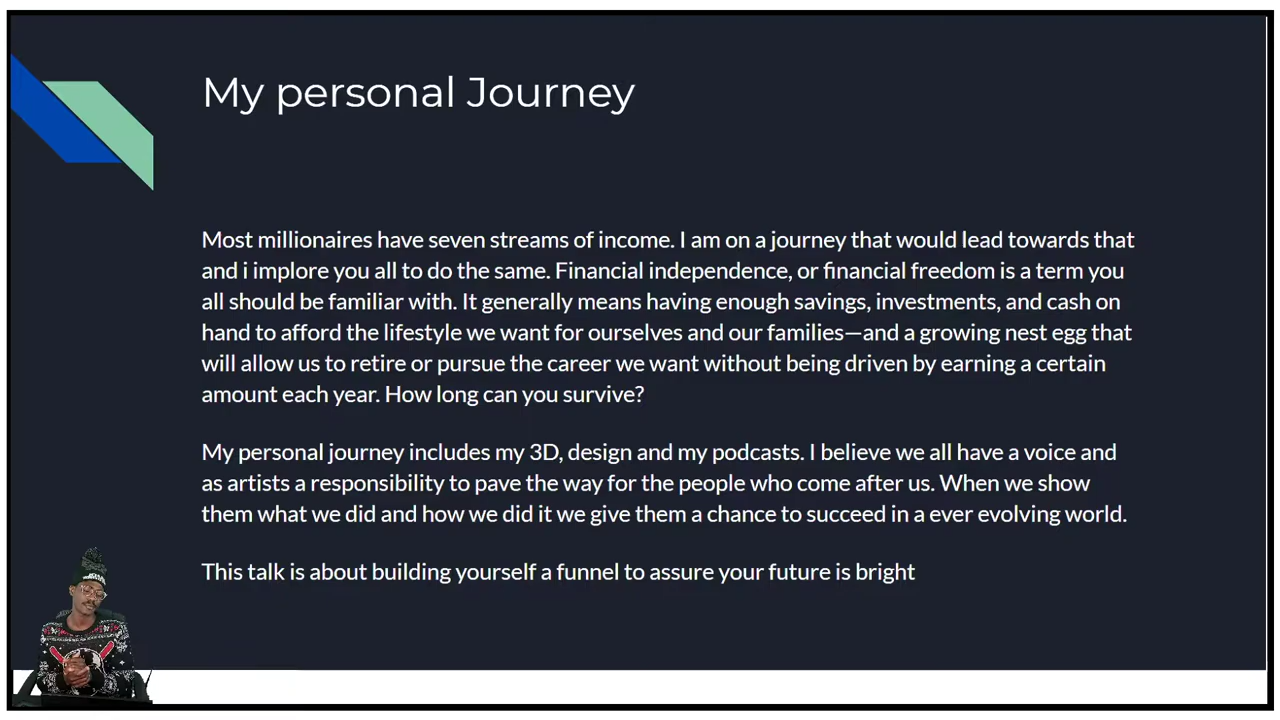 My personal Journey
Most millionaires have seven streams of income. I am on a journey that would lead towards that
and i implore you all to do the same. Financial independence, or financial freedom is a term you
all should be familiar with. It generally means having enough savings, investments, and cash on
hand to afford the lifestyle we want for ourselves and our families—and a growing nest egg that
will allow us to retire or pursue the career we want without being driven by earning a certain
amount each year. How long can you survive?
My personal journey includes my 3D, design and my podcasts. I believe we all have a voice and
as artists a responsibility to pave the way for the people who come after us. When we show
them what we did and how we did it we give them a chance to succeed in a ever evolving world.
This talk is about building yourself a funnel to assure your future is bright